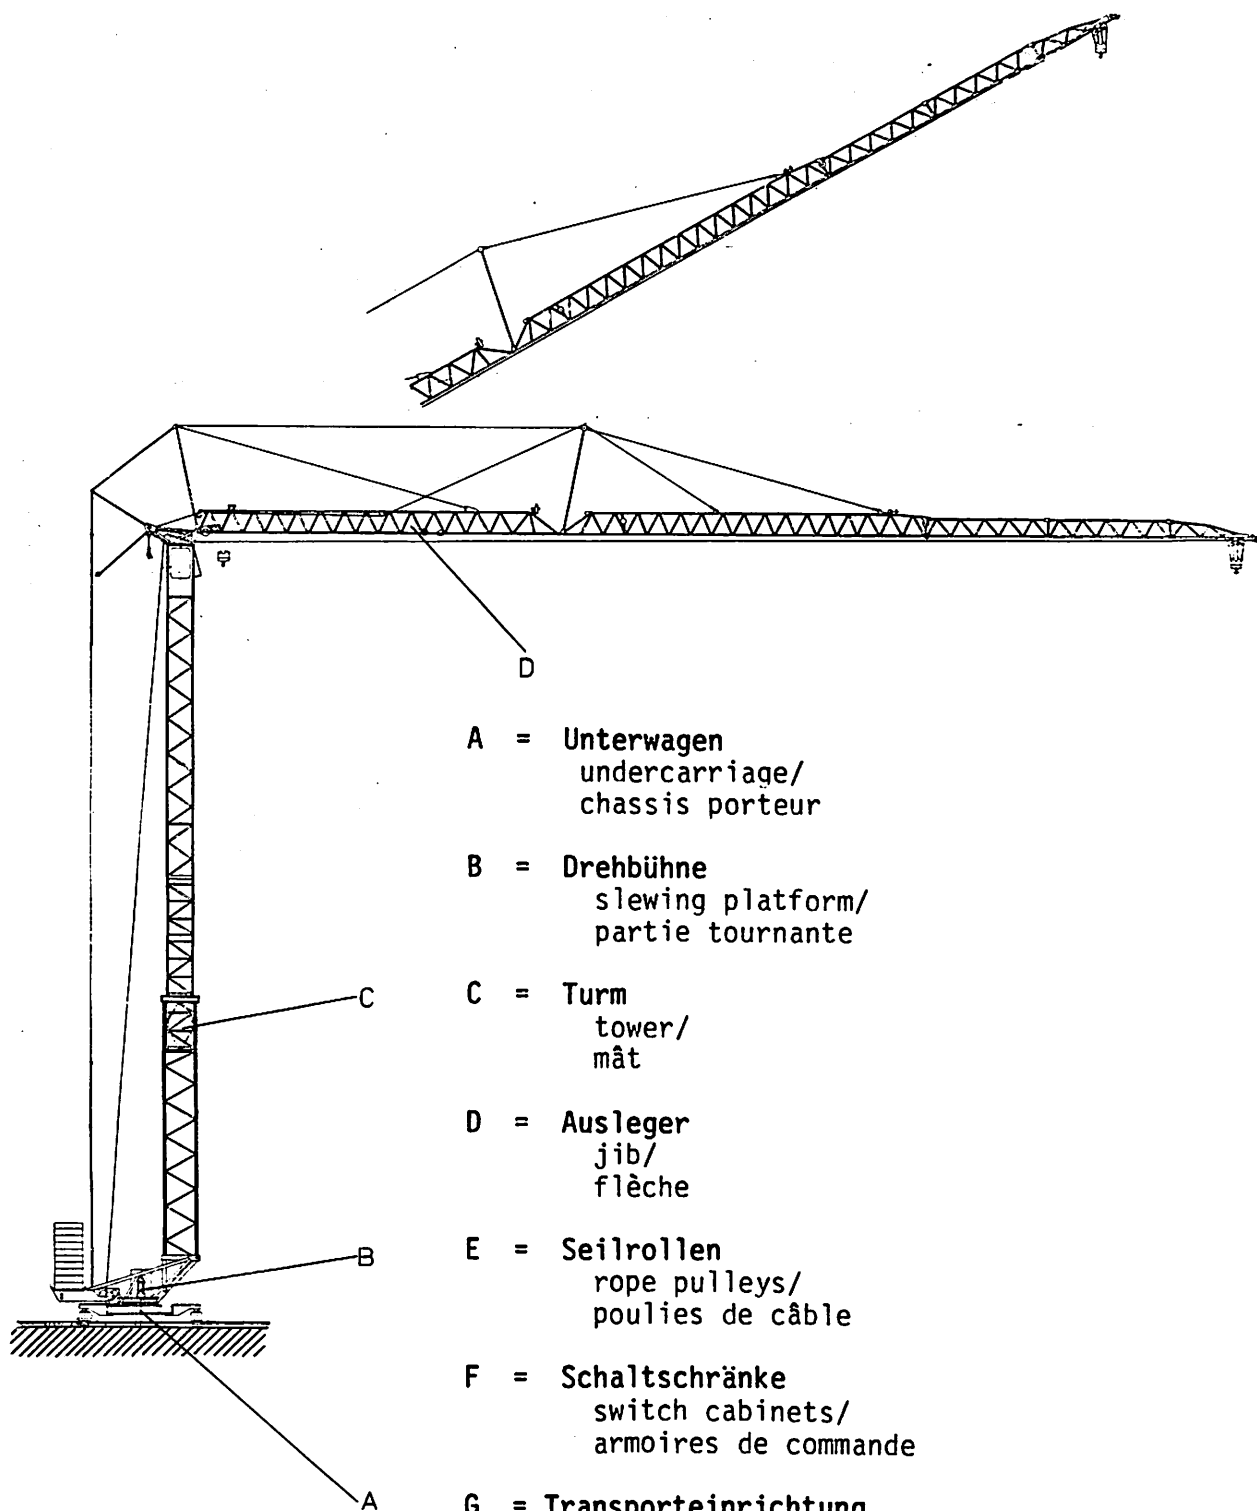 D
A = Unterwagen
undercarriage/
chassis porteur
B = Drehbühne
slewing platform/
partie tournante
C
C = Turm
tower/
mât
D = Ausleger
jib/
flèche
B
E = Seilrollen
rope pulleys/
poulies de câble
F = Schaltschränke
switch cabinets/
armoires de commande
A
G = Transporteinrichtung